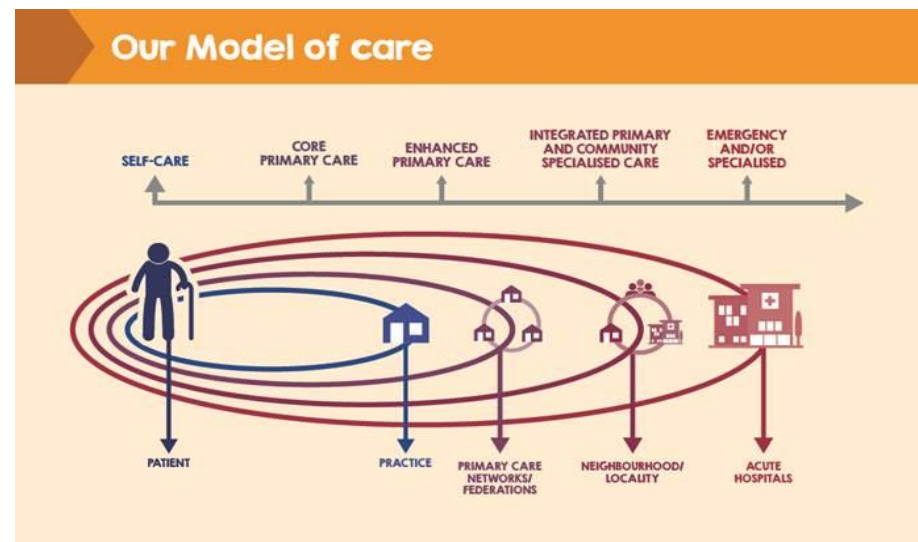 Our Model of care
SELF-CARE
CORE
PRIMARY CARE
ENHANCED
PRIMARY CARE
INTEGRATED PRIMARY
AND COMMUNITY
SPECIALISED CARE
EMERGENCY
AND/OR
SPECIALISED
PATIENT
PRACTICE
PRIMARY CARE
NETWORKS/
FEDERATIONS
NEIGHBOURHOOD/
LOCALITY
ACUTE
HOSPITALS